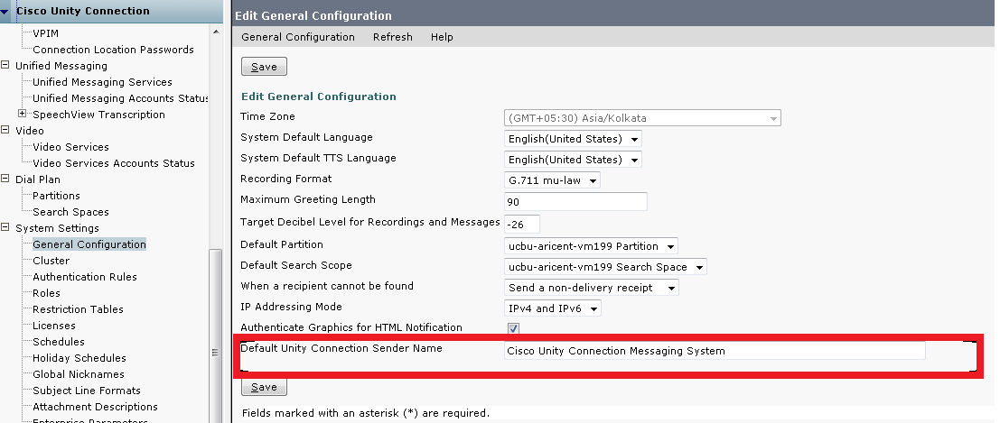 Cisco Unity Connection
VPIM
Connection Location Passwords
Unified Messaging
Unified Messaging Services
Unified Messaging Accounts Status
SpeechView Transcription
Video
Video Services
Video Services Accounts Status
Dial Plan
Partitions
Search Spaces
System Settings
General Configuration
Cluster
Authentication Rules
Roles
Restriction Tables
Licenses
Schedules
Holiday Schedules
Global Nicknames
Subject Line Formats
Attachment Descriptions
Enterprise Parameters
Edit General Configuration
General Configuration Refresh Help
Save
Edit General Configuration
Time Zone (GMT+05:30) Asia/Kolkata
System Default Language English(United States)
System Default TTS Language English(United States)
Recording Format G.711 mu-law
Maximum Greeting Length 90
Target Decibel Level for Recordings and Messages -26
Default Partition ucbu-aricent-vm199 Partition
Default Search Scope ucbu-aricent-vm199 Search Space
When a recipient cannot be found Send a non-delivery receipt
IP Addressing Mode IPv4 and IPv6
Authenticate Graphics for HTML Notification
Default Unity Connection Sender Name Cisco Unity Connection Messaging System
Save
Fields marked with an asterisk (*) are required.